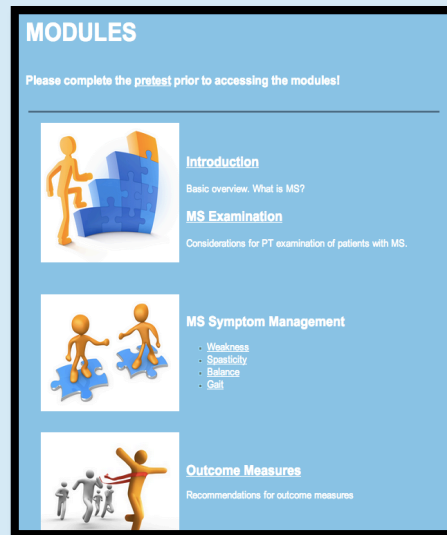 MODULES
Please complete the pretest prior to accessing the modules!
Introduction
Basic overview. What is MS?
MS Examination
Considerations for PT examination of patients with MS.
MS Symptom Management
Weakness
Spasticity
Balance
Gait
Outcome Measures
Recommendations for outcome measures